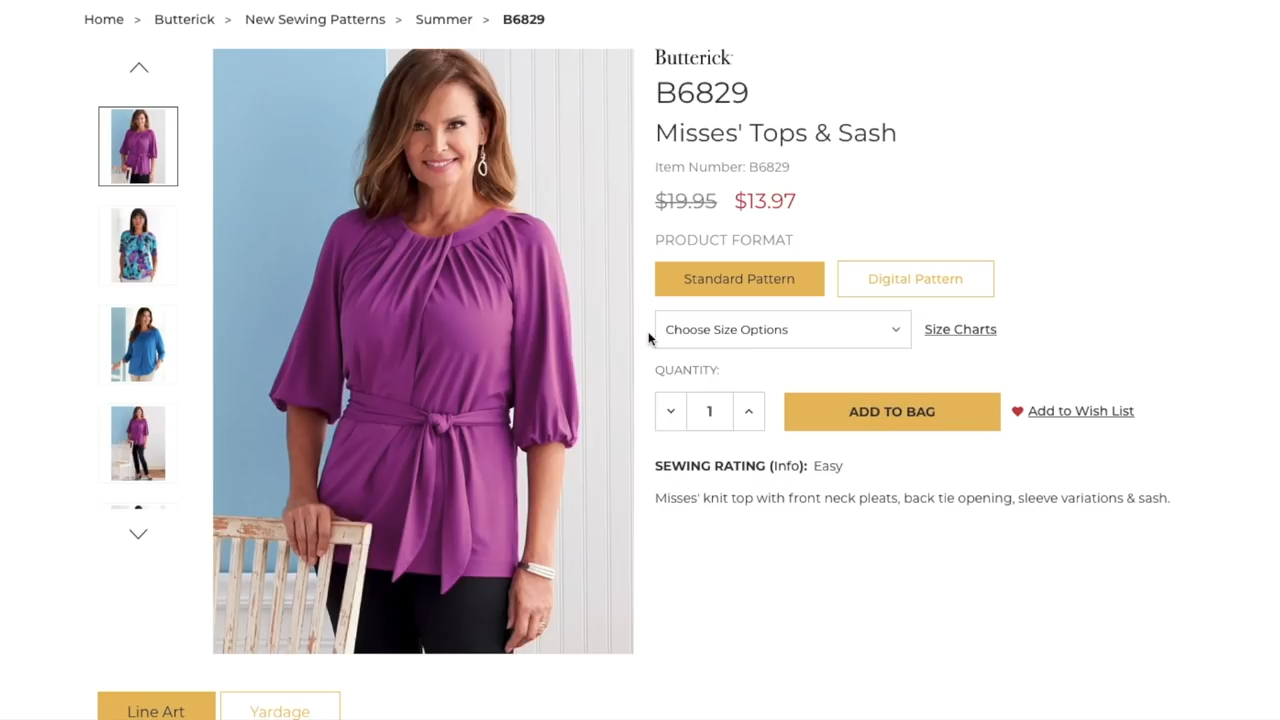 Home > Butterick > New Sewing Patterns > Summer > B6829
Butterick
B6829
Misses' Tops & Sash
Item Number: B6829
$19.95 $13.97
PRODUCT FORMAT
Standard Pattern Digital Pattern
Choose Size Options Size Charts
QUANTITY:
1 ADD TO BAG Add to Wish List
SEWING RATING (Info): Easy
Misses' knit top with front neck pleats, back tie opening, sleeve variations & sash.
Line Art Yardage